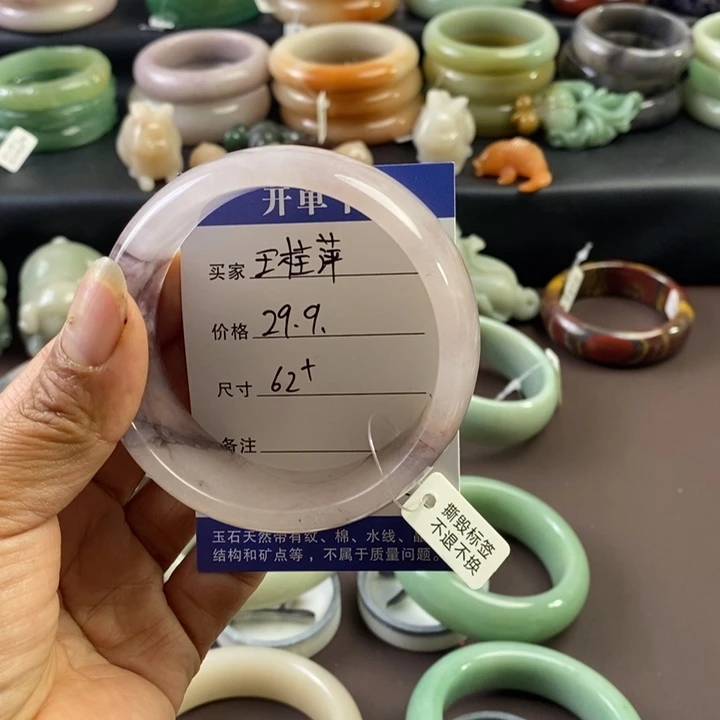 开单
买家 王桂萍
价格 29.9.
尺寸 62+
备注
玉石天然带有纹、棉、水线、
结构和矿点等，不属于质量问题。
撕毁标签
不退不换